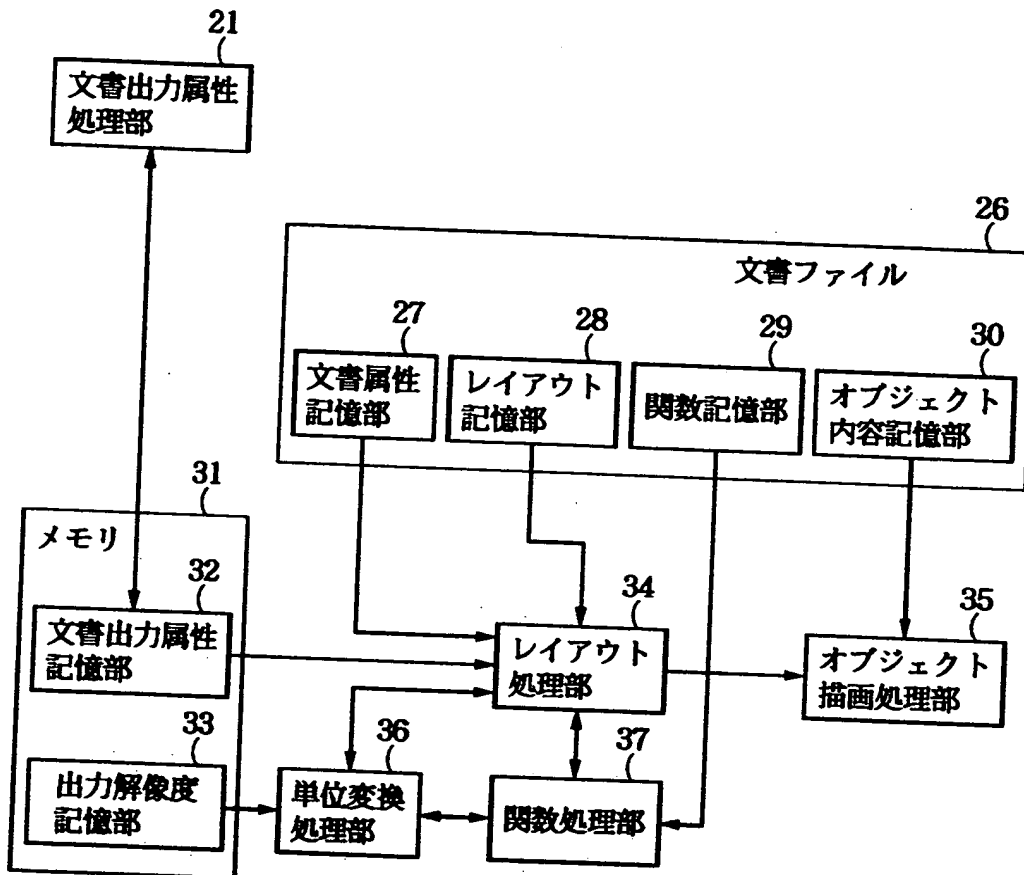 21
文書出力属性
処理部
26
文書ファイル
27
文書属性
記憶部
28
レイアウト
記憶部
29
関数記憶部
30
オブジェクト
内容記憶部
31
メモリ
32
文書出力属性
記憶部
33
出力解像度
記憶部
34
レイアウト
処理部
35
オブジェクト
描画処理部
36
単位変換
処理部
37
関数処理部